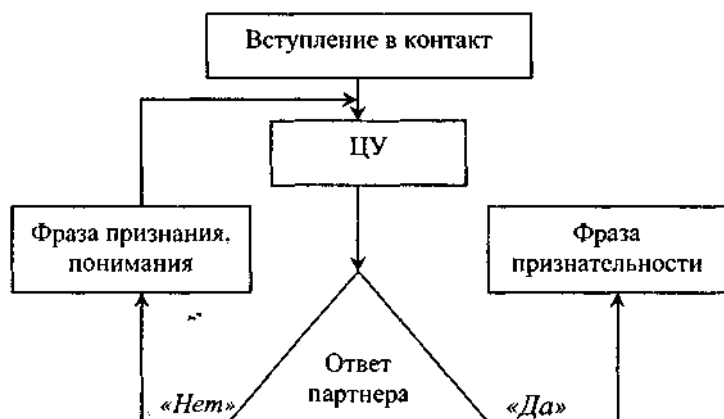 Вступление в контакт
ЦУ
Фраза признания,
понимания
Фраза
признательности
Ответ
партнера
«Нет»
«Да»